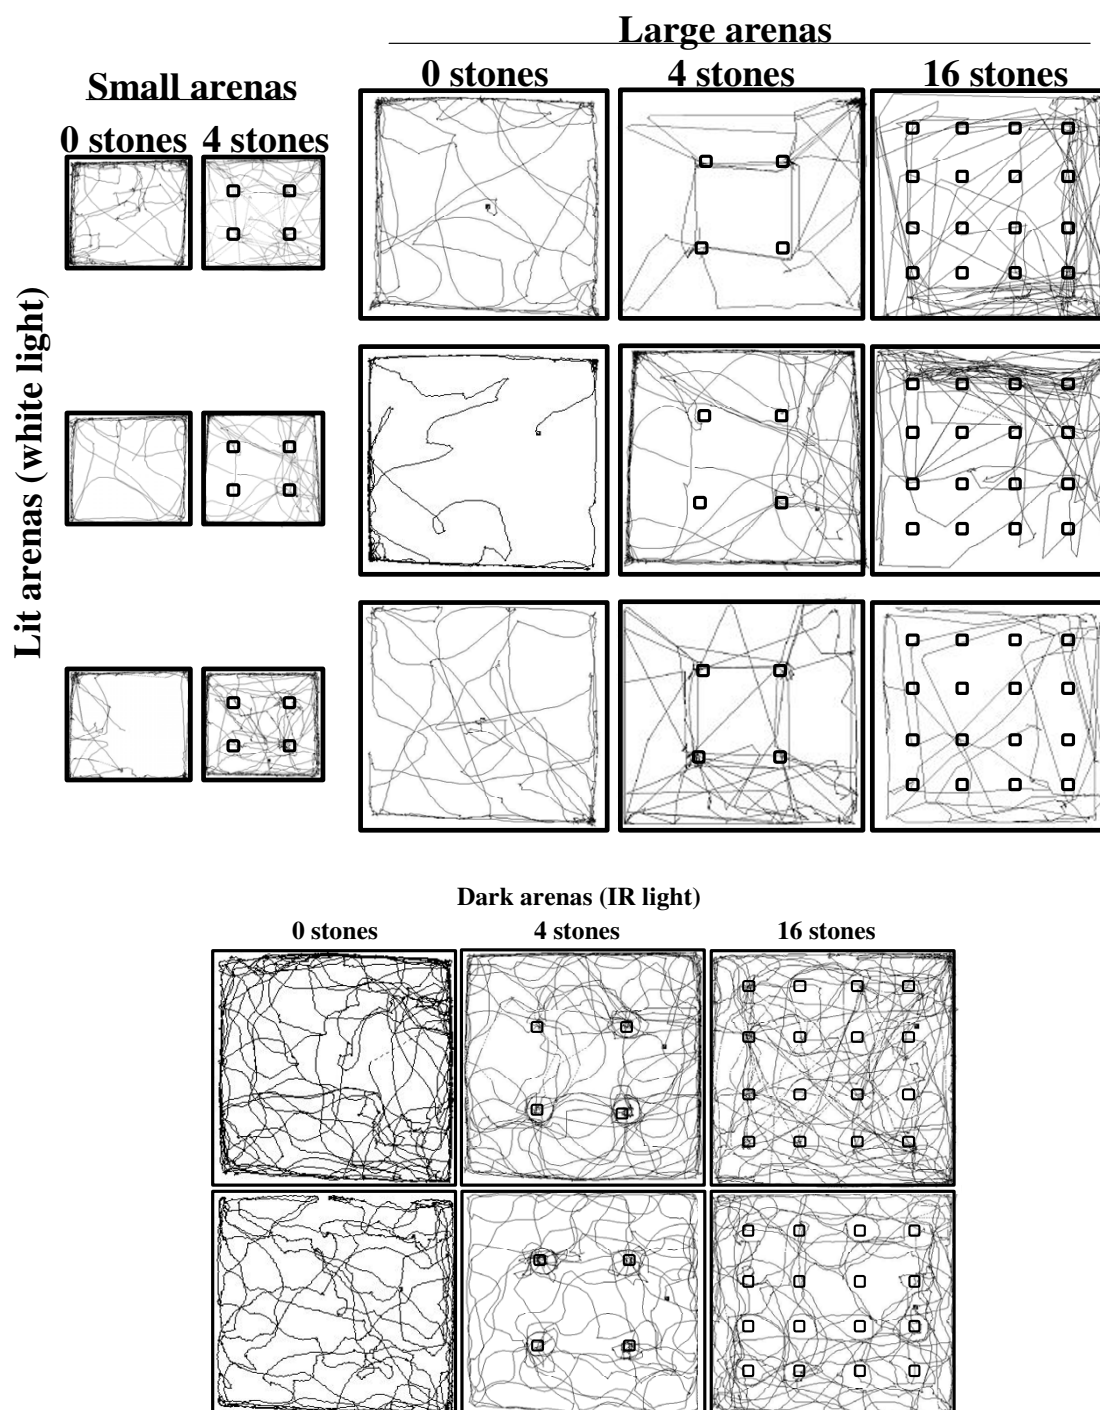 Large arenas
Small arenas
0 stones
4 stones
16 stones
0 stones
4 stones
Lit arenas (white light)
Dark arenas (IR light)
0 stones
4 stones
16 stones